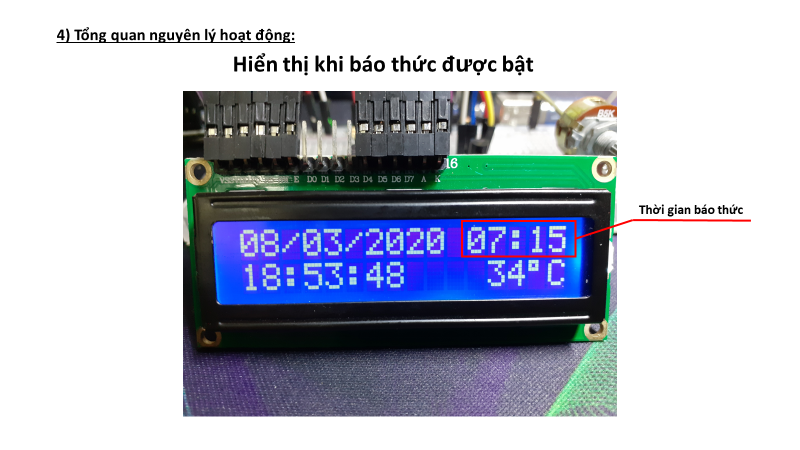 4) Tổng quan nguyên lý hoạt động:
Hiển thị khi báo thức được bật
B5K
16
E D0 D1 D2 D3 D4 D5 D6 D7 A K
Thời gian báo thức
08/03/2020 07:15
18:53:48 34°C